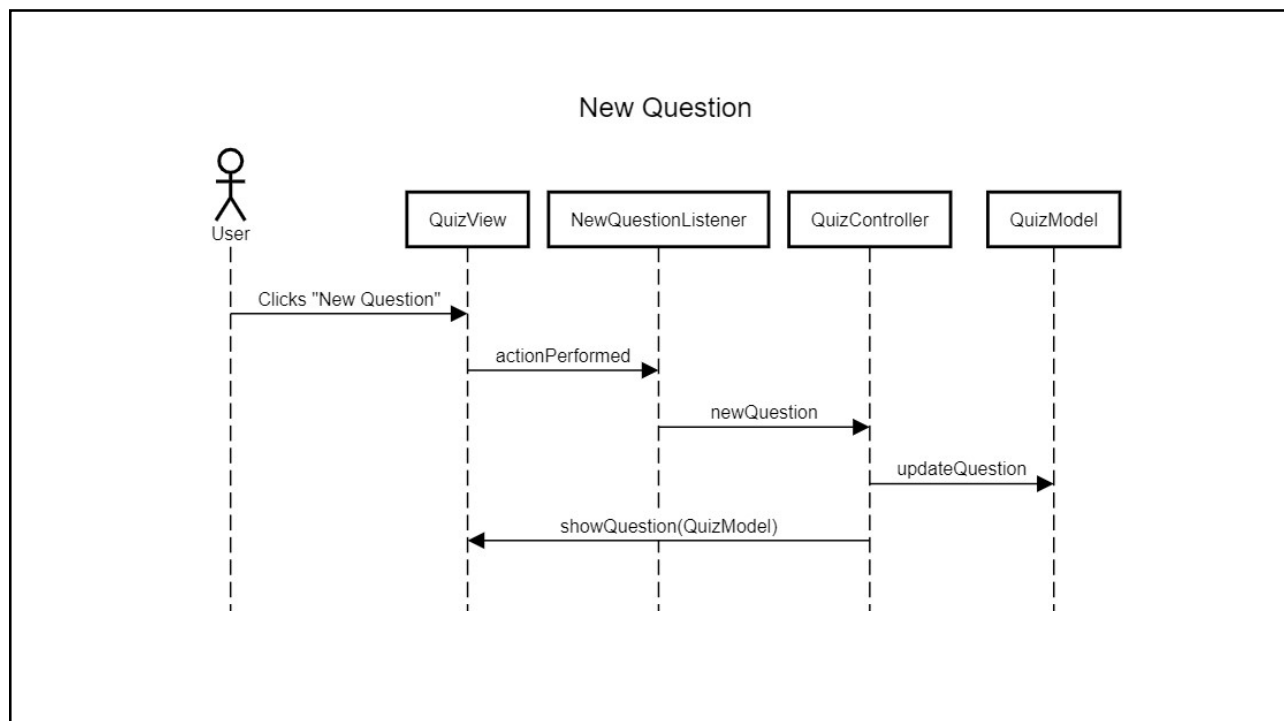 New Question
User
QuizView
NewQuestionListener
QuizController
QuizModel
Clicks "New Question"
actionPerformed
newQuestion
updateQuestion
showQuestion(QuizModel)